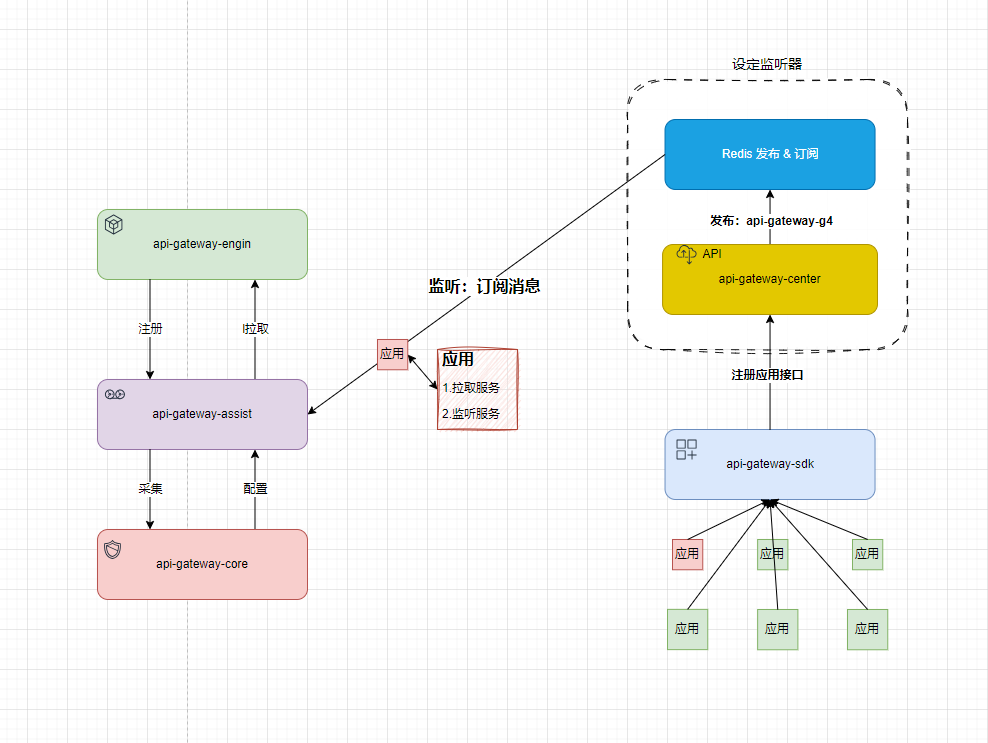 设定监听器
Redis 发布 & 订阅
发布：api-gateway-g4
API
api-gateway-center
注册应用接口
api-gateway-sdk
应用
应用
应用
应用
应用
应用
监听：订阅消息
应用
应用
1.拉取服务
2.监听服务
api-gateway-engin
注册
l拉取
api-gateway-assist
采集
配置
api-gateway-core